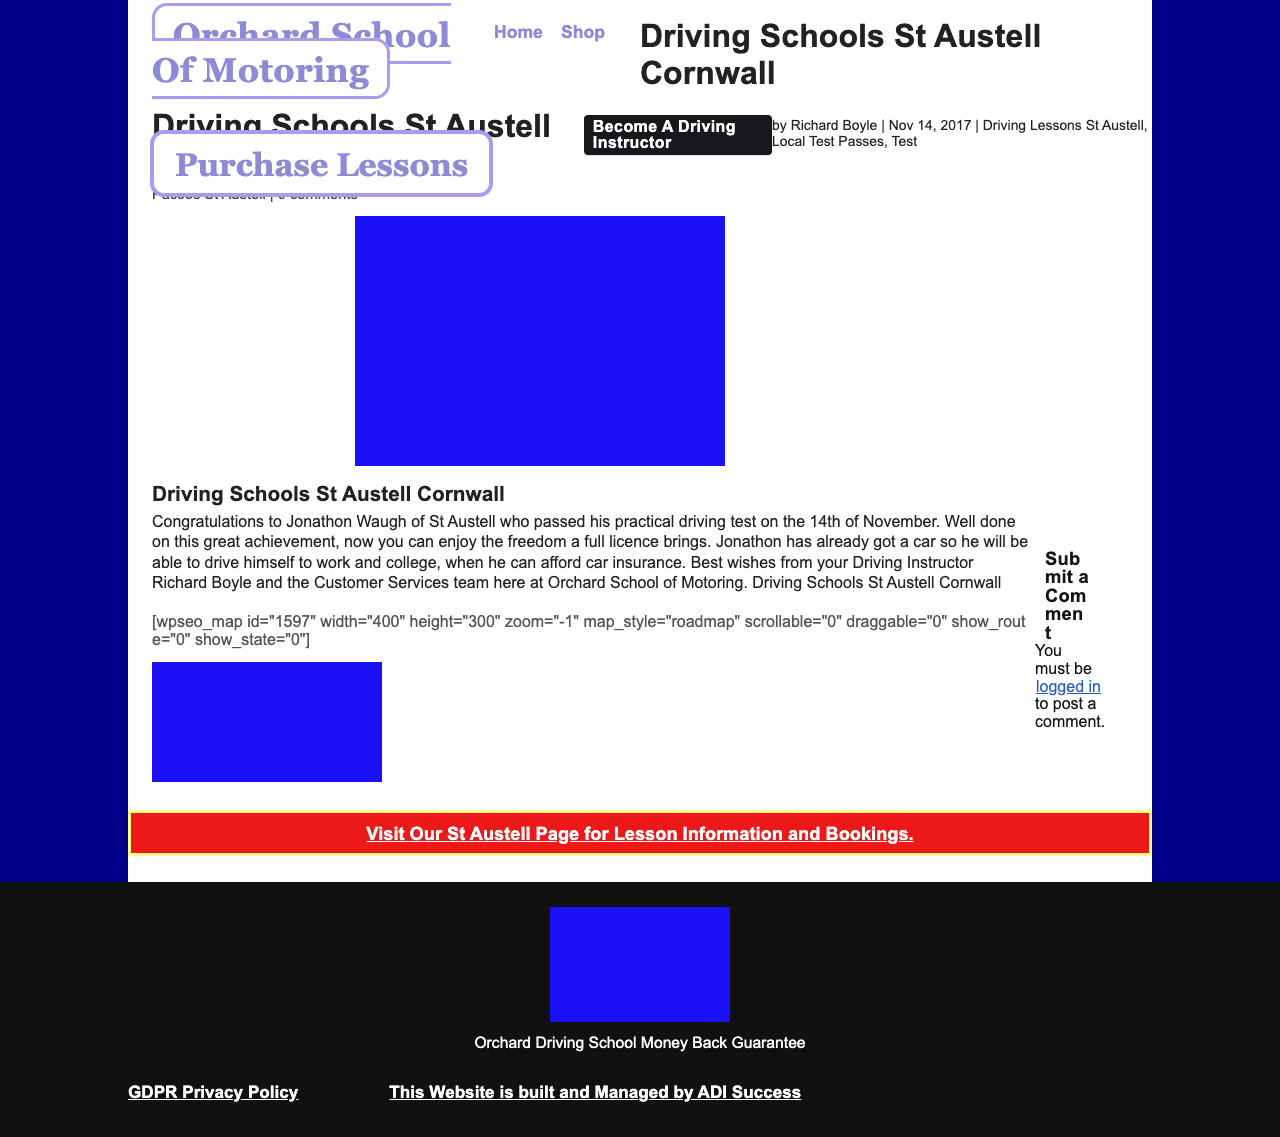 Orchard School
Of Motoring
Home Shop
Driving Schools St Austell
Cornwall
Driving Schools St Austell
Become A Driving
Instructor
by Richard Boyle | Nov 14, 2017 | Driving Lessons St Austell,
Local Test Passes, Test
Purchase Lessons
Passes St Austell | 0 comments
Driving Schools St Austell Cornwall
Congratulations to Jonathon Waugh of St Austell who passed his practical driving test on the 14th of November. Well done
on this great achievement, now you can enjoy the freedom a full licence brings. Jonathon has already got a car so he will be
able to drive himself to work and college, when he can afford car insurance. Best wishes from your Driving Instructor
Richard Boyle and the Customer Services team here at Orchard School of Motoring. Driving Schools St Austell Cornwall
[wpseo_map id="1597" width="400" height="300" zoom="-1" map_style="roadmap" scrollable="0" draggable="0" show_rout
e="0" show_state="0"]
Sub
mit a
Com
men
t
You
must be
logged in
to post a
comment.
Visit Our St Austell Page for Lesson Information and Bookings.
Orchard Driving School Money Back Guarantee
GDPR Privacy Policy
This Website is built and Managed by ADI Success